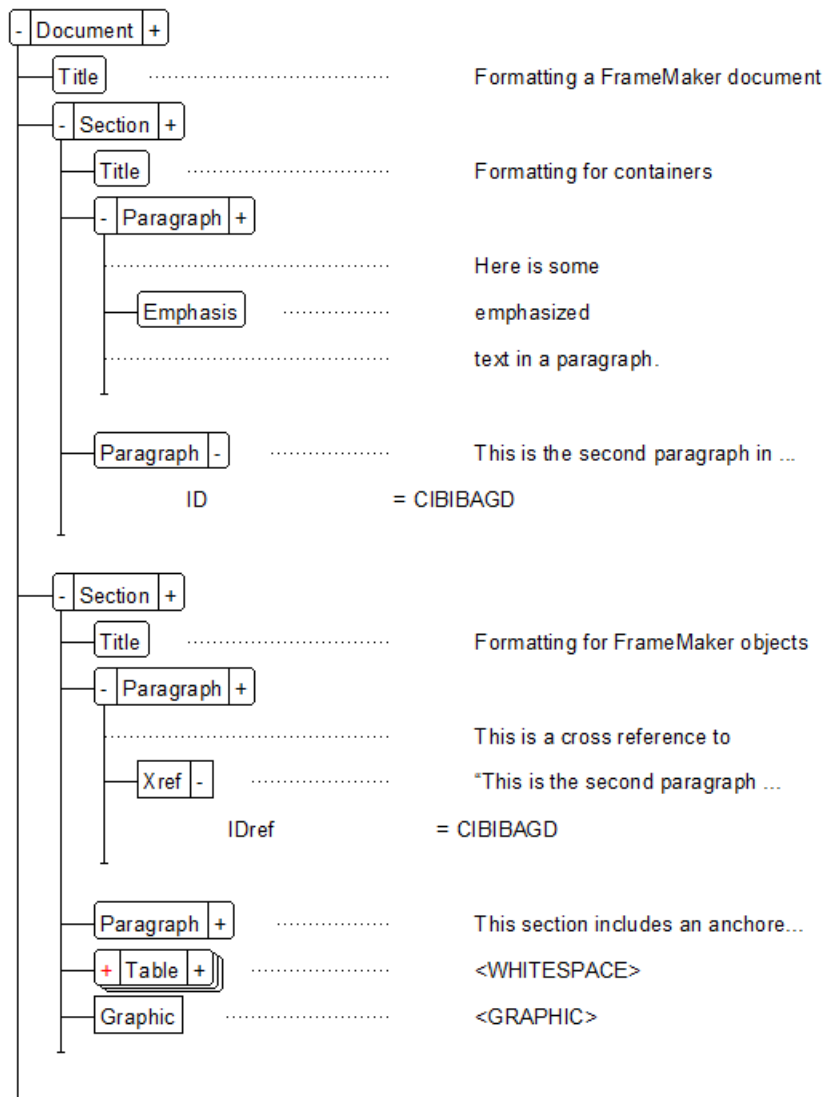 - Document +
Title Formatting a FrameMaker document
- Section +
Title Formatting for containers
- Paragraph +
Here is some
Emphasis emphasized
text in a paragraph.
Paragraph - This is the second paragraph in ...
ID = CIBIBAGD
- Section +
Title Formatting for FrameMaker objects
- Paragraph +
This is a cross reference to
Xref - “This is the second paragraph ...
IDref = CIBIBAGD
Paragraph + This section includes an anchore...
+ Table + <WHITESPACE>
Graphic <GRAPHIC>